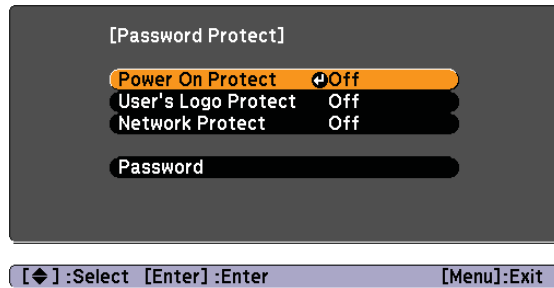 [Password Protect]
Power On Protect Off
User's Logo Protect Off
Network Protect Off
Password
[◆] :Select [Enter] :Enter [Menu]:Exit